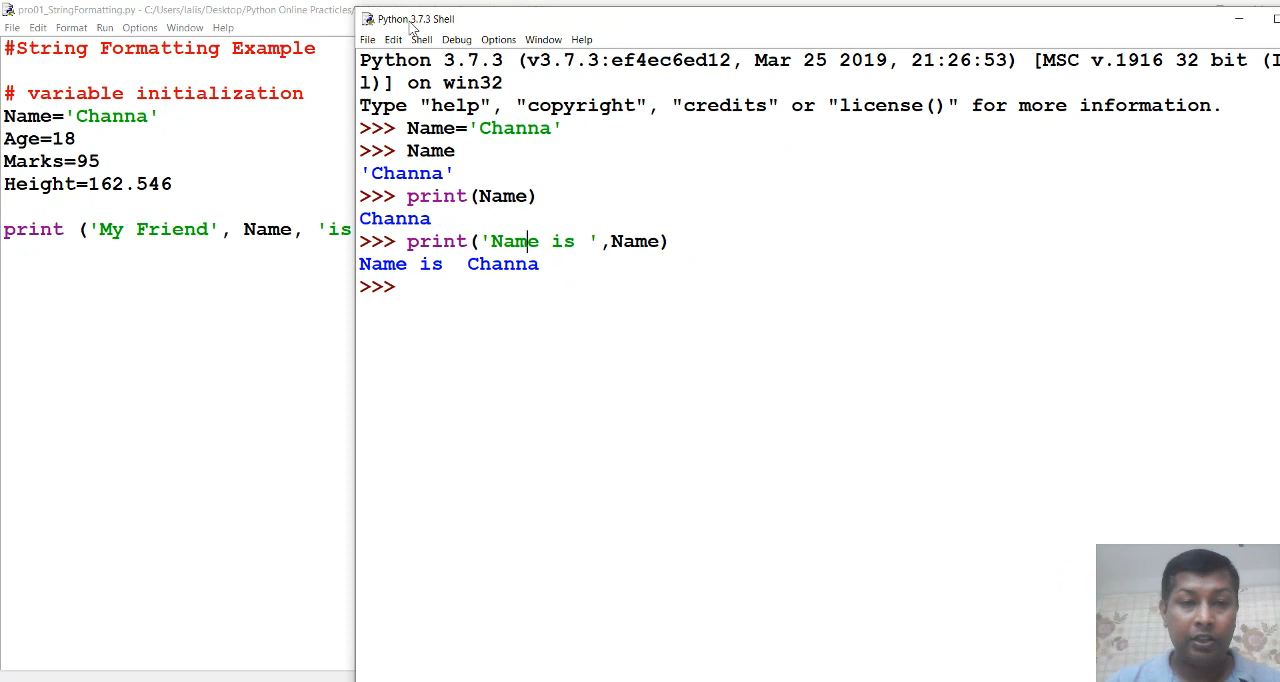 pro01_StringFormatting.py - C:/Users/lalis/Desktop/Python Online Practicles/
File Edit Format Run Options Window Help
#String Formatting Example
# variable initialization
Name='Channa'
Age=18
Marks=95
Height=162.546
print ('My Friend', Name, 'is
Python 3.7.3 Shell
File Edit Shell Debug Options Window Help
Python 3.7.3 (v3.7.3:ef4ec6ed12, Mar 25 2019, 21:26:53) [MSC v.1916 32 bit (I
l)] on win32
Type "help", "copyright", "credits" or "license()" for more information.
>>> Name='Channa'
>>> Name
'Channa'
>>> print(Name)
Channa
>>> print('Name is ',Name)
Name is  Channa
>>>